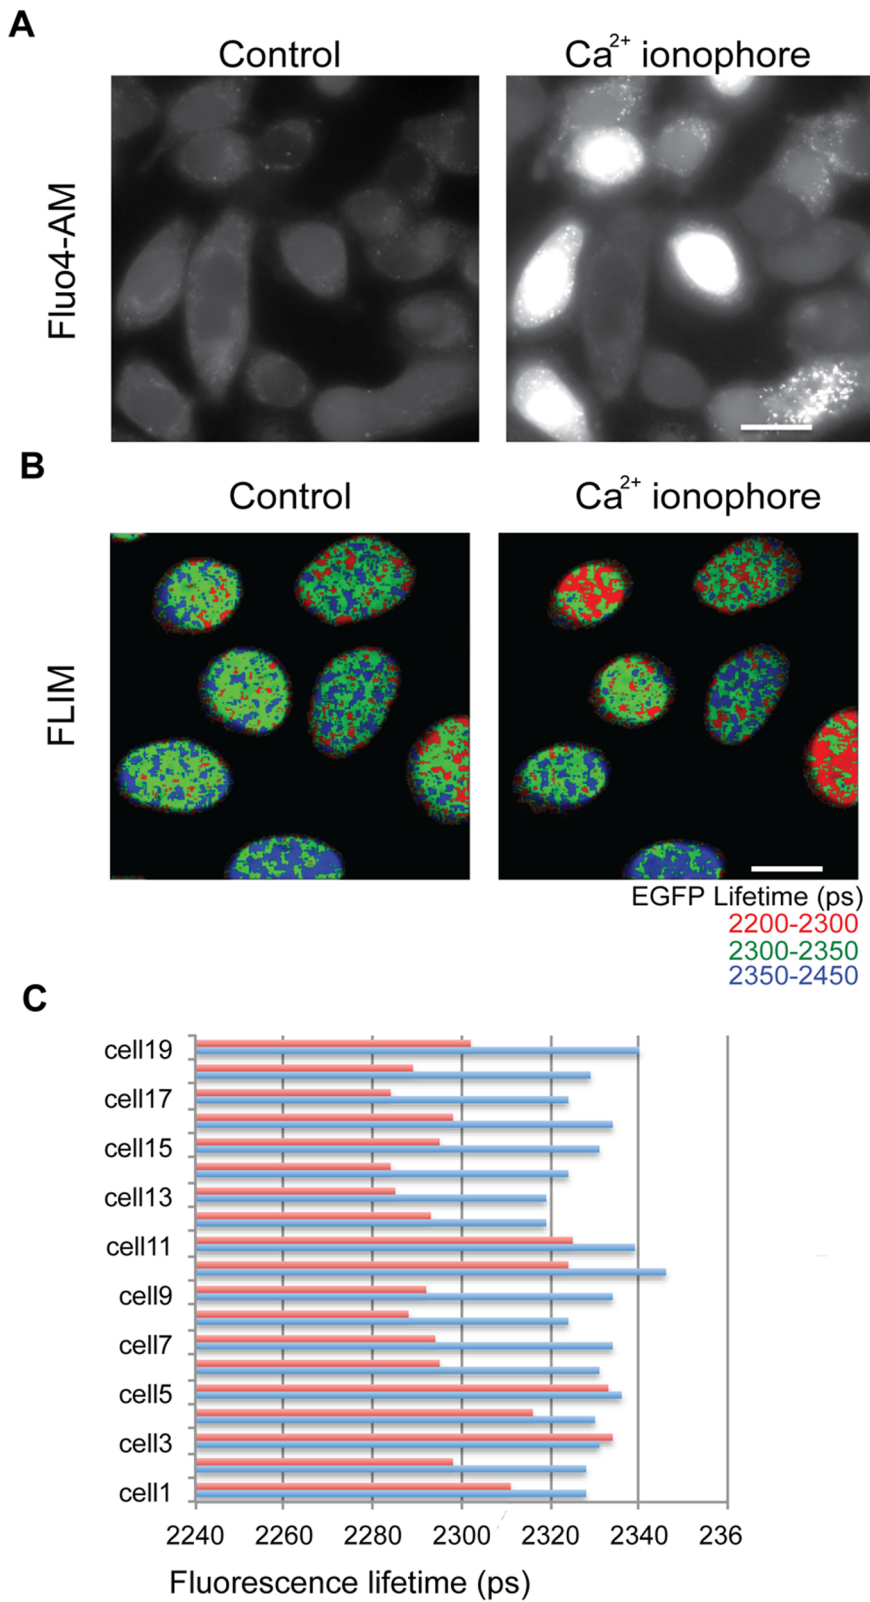 A
Control
Ca2+ ionophore
Fluo4-AM
B
Control
Ca2+ ionophore
FLIM
EGFP Lifetime (ps)
2200-2300
2300-2350
2350-2450
C
cell19
cell17
cell15
cell13
cell11
cell9
cell7
cell5
cell3
cell1
2240 2260 2280 2300 2320 2340 236
Fluorescence lifetime (ps)